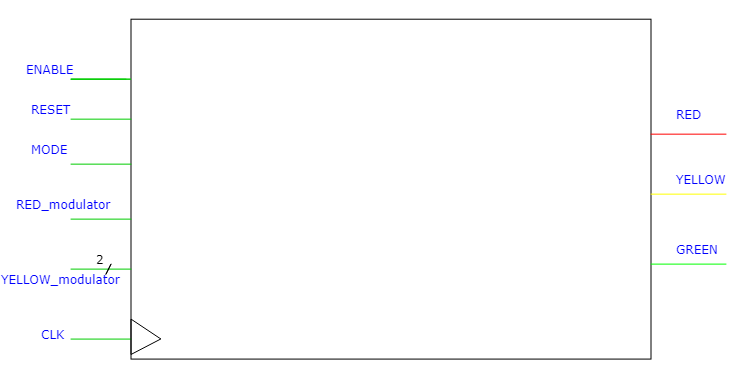 ENABLE
RESET
MODE
RED_modulator
2
YELLOW_modulator
CLK
RED
YELLOW
GREEN